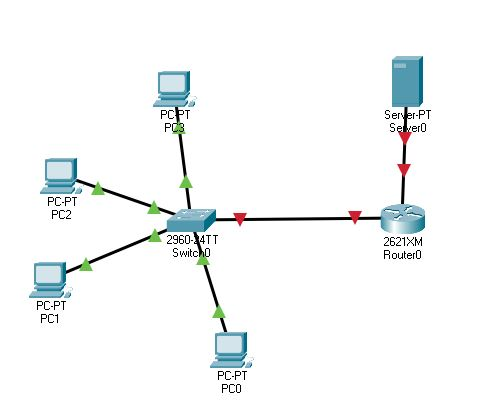 PC-PT
PC3
Server-PT
Server0
PC-PT
PC2
2960-24TT
Switch0
2621XM
Router0
PC-PT
PC1
PC-PT
PC0